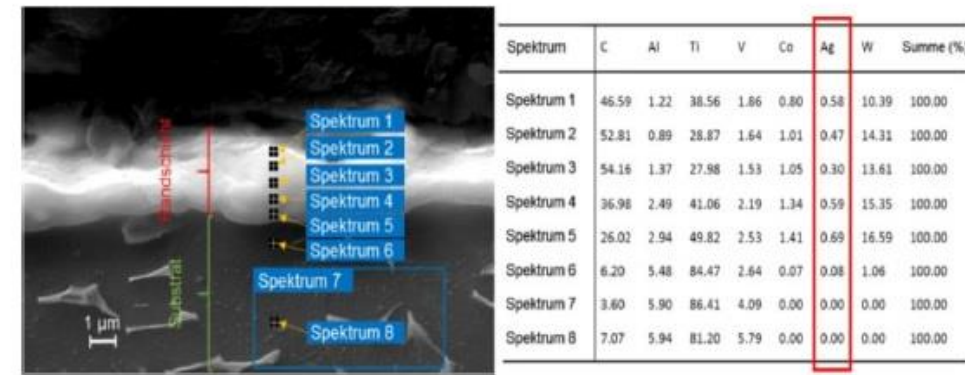 Spektrum 1
Spektrum 2
Spektrum 3
Spektrum 4
Spektrum 5
Spektrum 6
Spektrum 7
Spektrum 8
Randschicht
Substrat
1 µm
Spektrum C Al Ti V Co Ag W Summe (%)
Spektrum 1 46.59 1.22 38.56 1.86 0.80 0.58 10.39 100.00
Spektrum 2 52.81 0.89 28.87 1.64 1.01 0.47 14.31 100.00
Spektrum 3 54.16 1.37 27.98 1.53 1.05 0.30 13.61 100.00
Spektrum 4 36.98 2.49 41.06 2.19 1.34 0.59 15.35 100.00
Spektrum 5 26.02 2.94 49.82 2.53 1.41 0.69 16.59 100.00
Spektrum 6 6.20 5.48 84.47 2.64 0.07 0.08 1.06 100.00
Spektrum 7 3.60 5.90 86.41 4.09 0.00 0.00 0.00 100.00
Spektrum 8 7.07 5.94 81.20 5.79 0.00 0.00 0.00 100.00